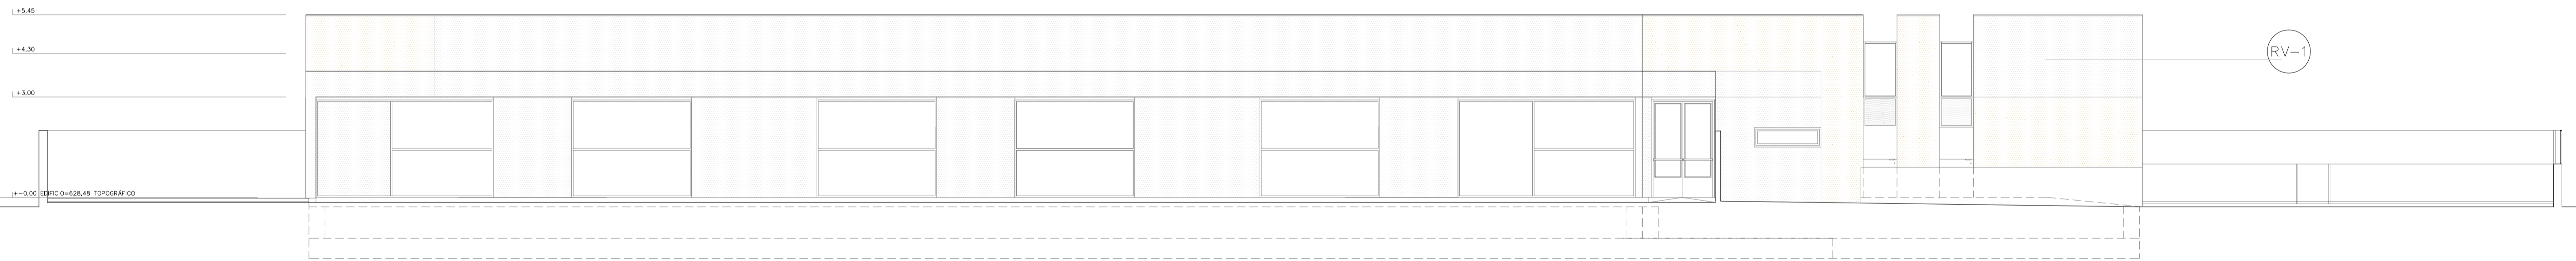 +5,45
+4,30
RV-1
+3,00
+-0,00 EDIFICIO=628,48 TOPOGRÁFICO